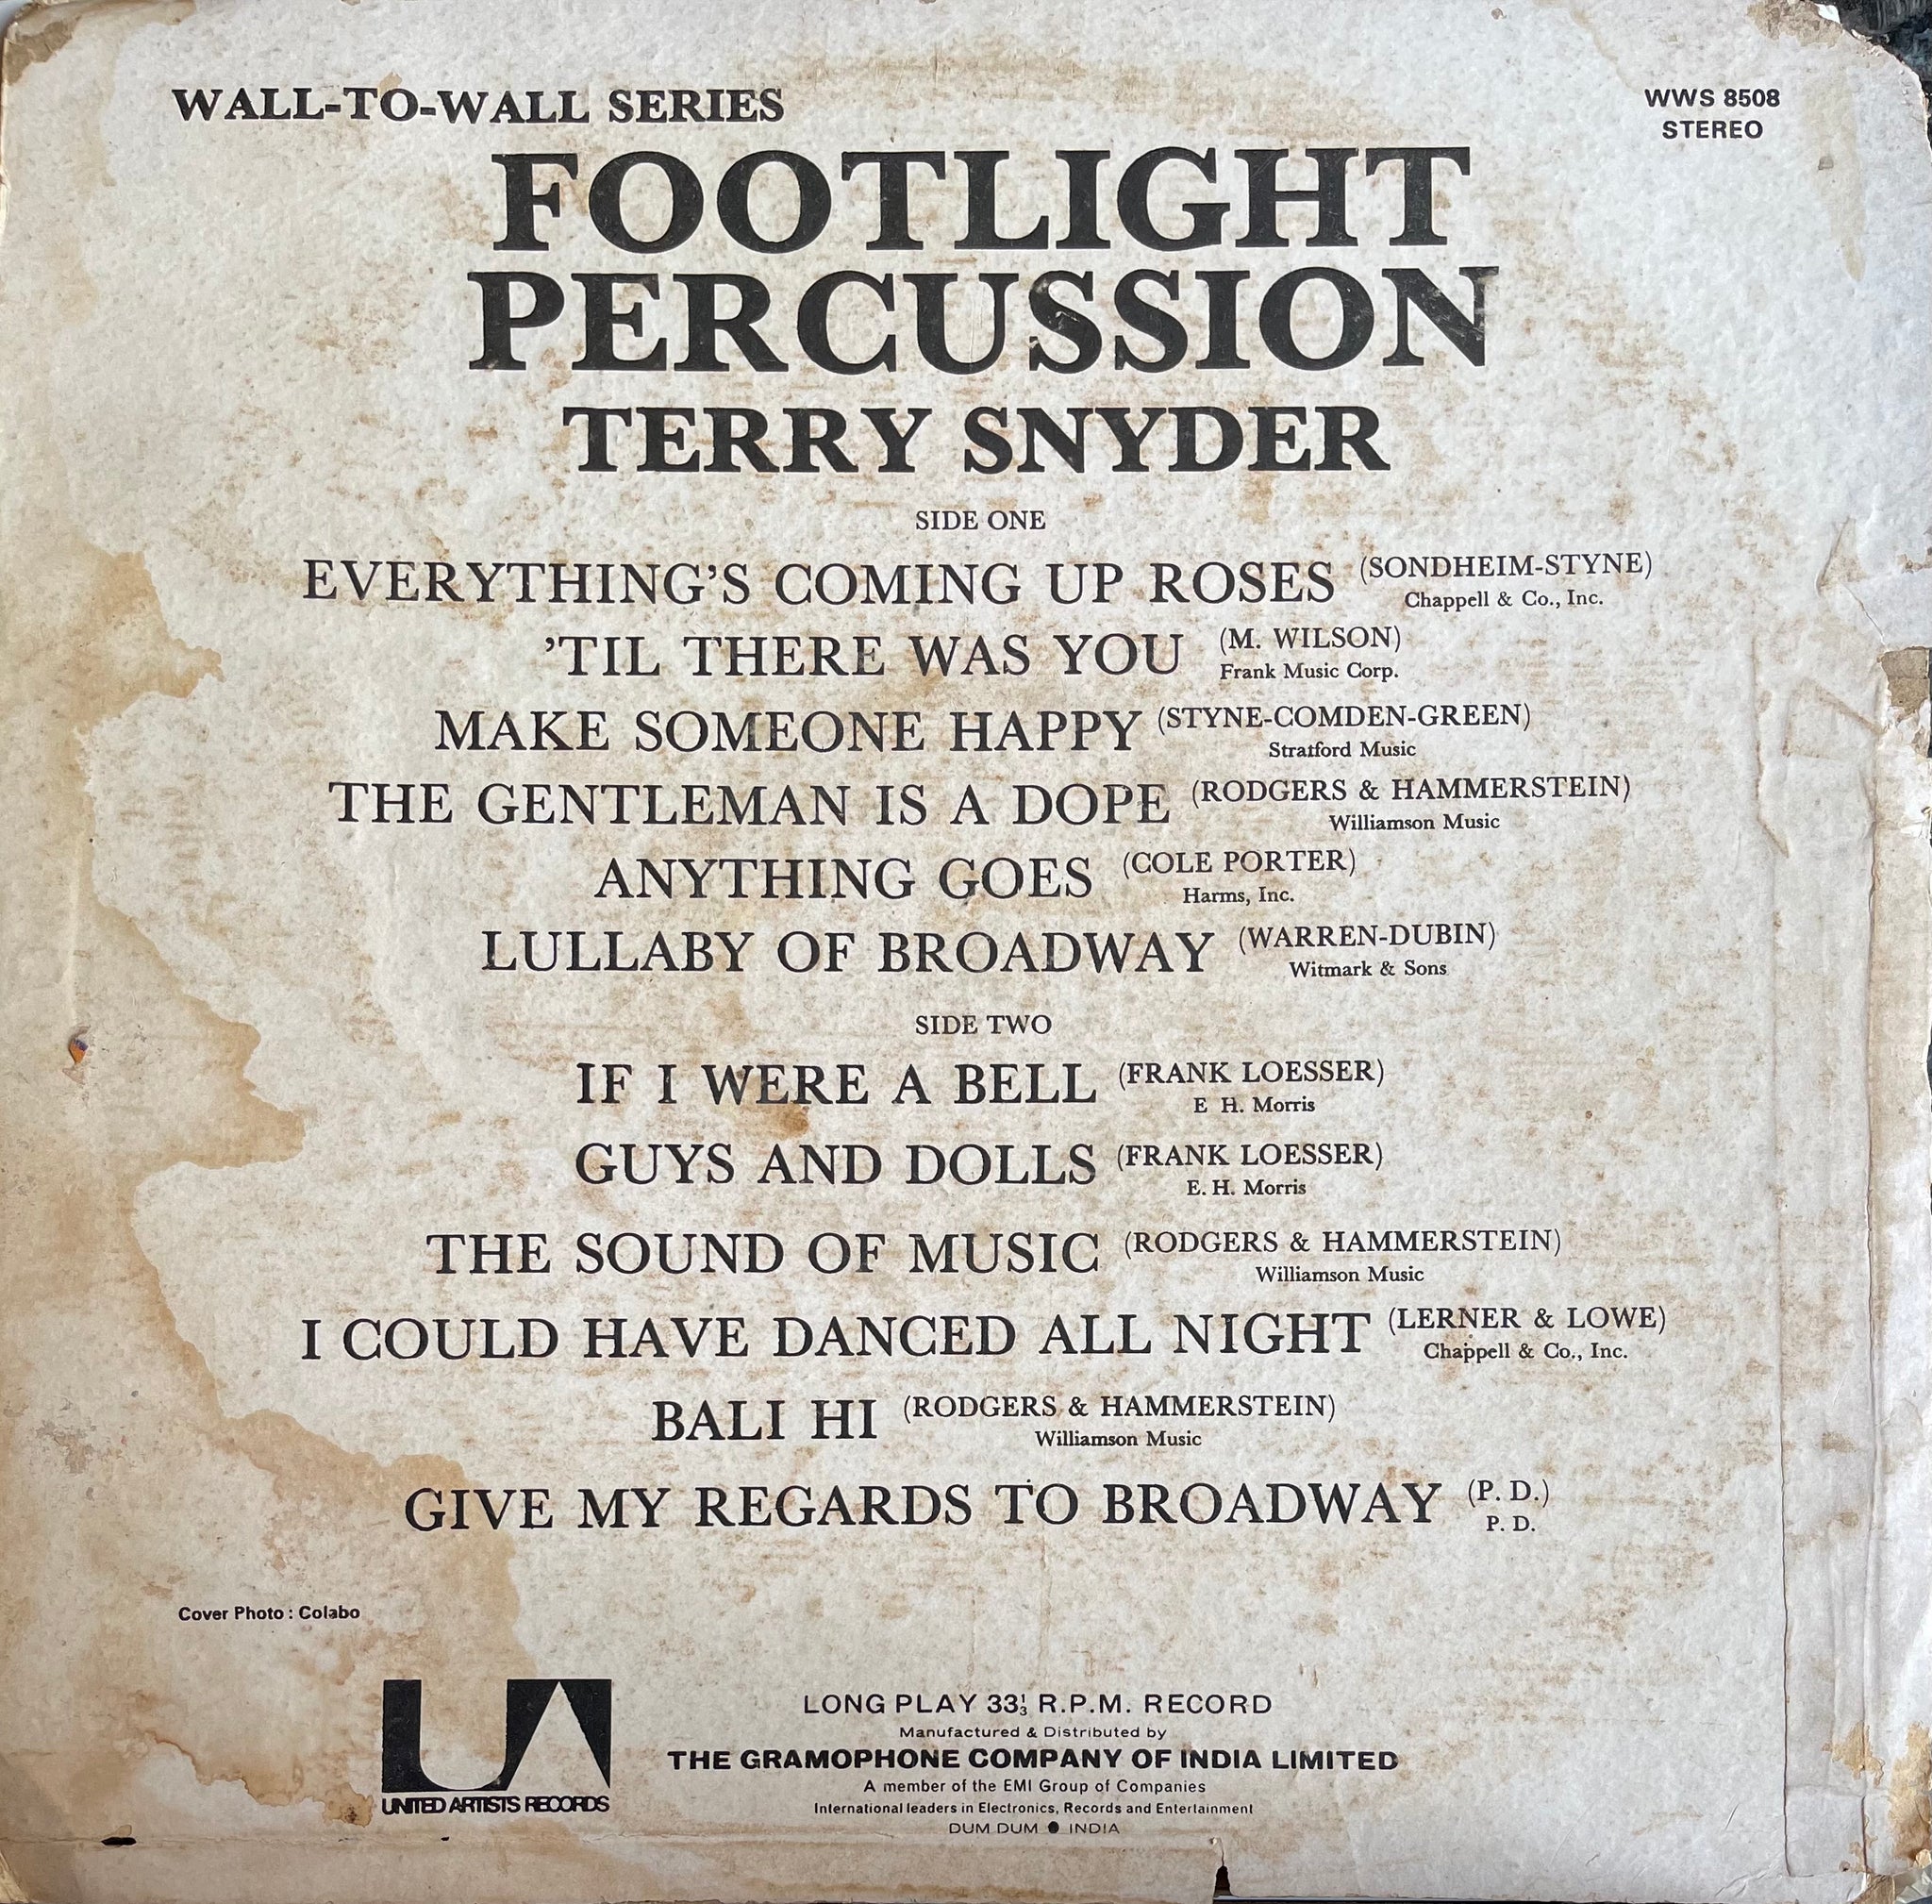 WALL-TO-WALL SERIES
WWS 8508
STEREO
FOOTLIGHT
PERCUSSION
TERRY SNYDER
SIDE ONE
EVERYTHING'S COMING UP ROSES (SONDHEIM-STYNE)
Chappell & Co., Inc.
'TIL THERE WAS YOU (M. WILSON)
Frank Music Corp.
MAKE SOMEONE HAPPY (STYNE-COMDEN-GREEN)
Stratford Music
THE GENTLEMAN IS A DOPE (RODGERS & HAMMERSTEIN)
Williamson Music
ANYTHING GOES (COLE PORTER)
Harms, Inc.
LULLABY OF BROADWAY (WARREN-DUBIN)
Witmark & Sons
SIDE TWO
IF I WERE A BELL (FRANK LOESSER)
E H. Morris
GUYS AND DOLLS (FRANK LOESSER)
E. H. Morris
THE SOUND OF MUSIC (RODGERS & HAMMERSTEIN)
Williamson Music
I COULD HAVE DANCED ALL NIGHT (LERNER & LOWE)
Chappell & Co., Inc.
BALI HI (RODGERS & HAMMERSTEIN)
Williamson Music
GIVE MY REGARDS TO BROADWAY (P. D.)
P. D.
Cover Photo : Colabo
UA
UNITED ARTISTS RECORDS
LONG PLAY 33⅓ R.P.M. RECORD
Manufactured & Distributed by
THE GRAMOPHONE COMPANY OF INDIA LIMITED
A member of the EMI Group of Companies
International leaders in Electronics, Records and Entertainment
DUM DUM ● INDIA